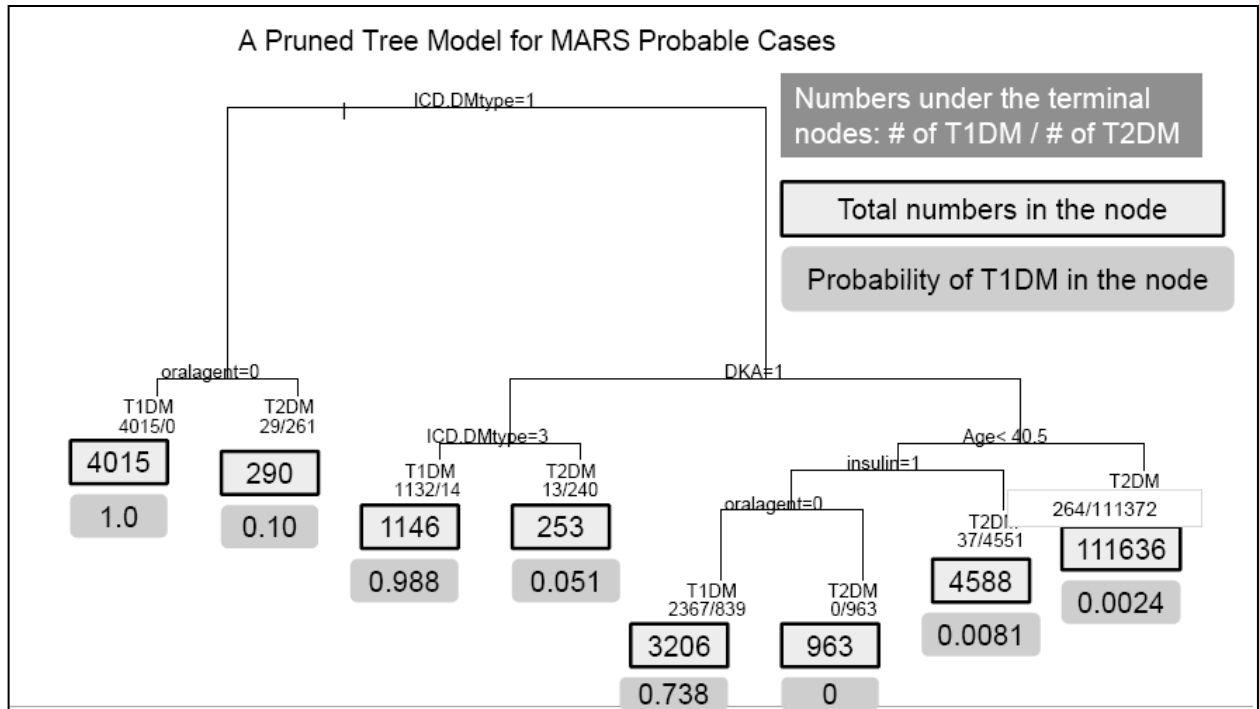 A Pruned Tree Model for MARS Probable Cases
ICD.DMtype=1
Numbers under the terminal
nodes: # of T1DM / # of T2DM
Total numbers in the node
Probability of T1DM in the node
oralagent=0
T1DM
4015/0
4015
1.0
T2DM
29/261
290
0.10
DKA=1
ICD.DMtype=3
T1DM
1132/14
1146
0.988
T2DM
13/240
253
0.051
Age< 40.5
insulin=1
oralagent=0
T1DM
2367/839
3206
0.738
T2DM
0/963
963
0
T2DM
37/4551
4588
0.0081
T2DM
264/111372
111636
0.0024